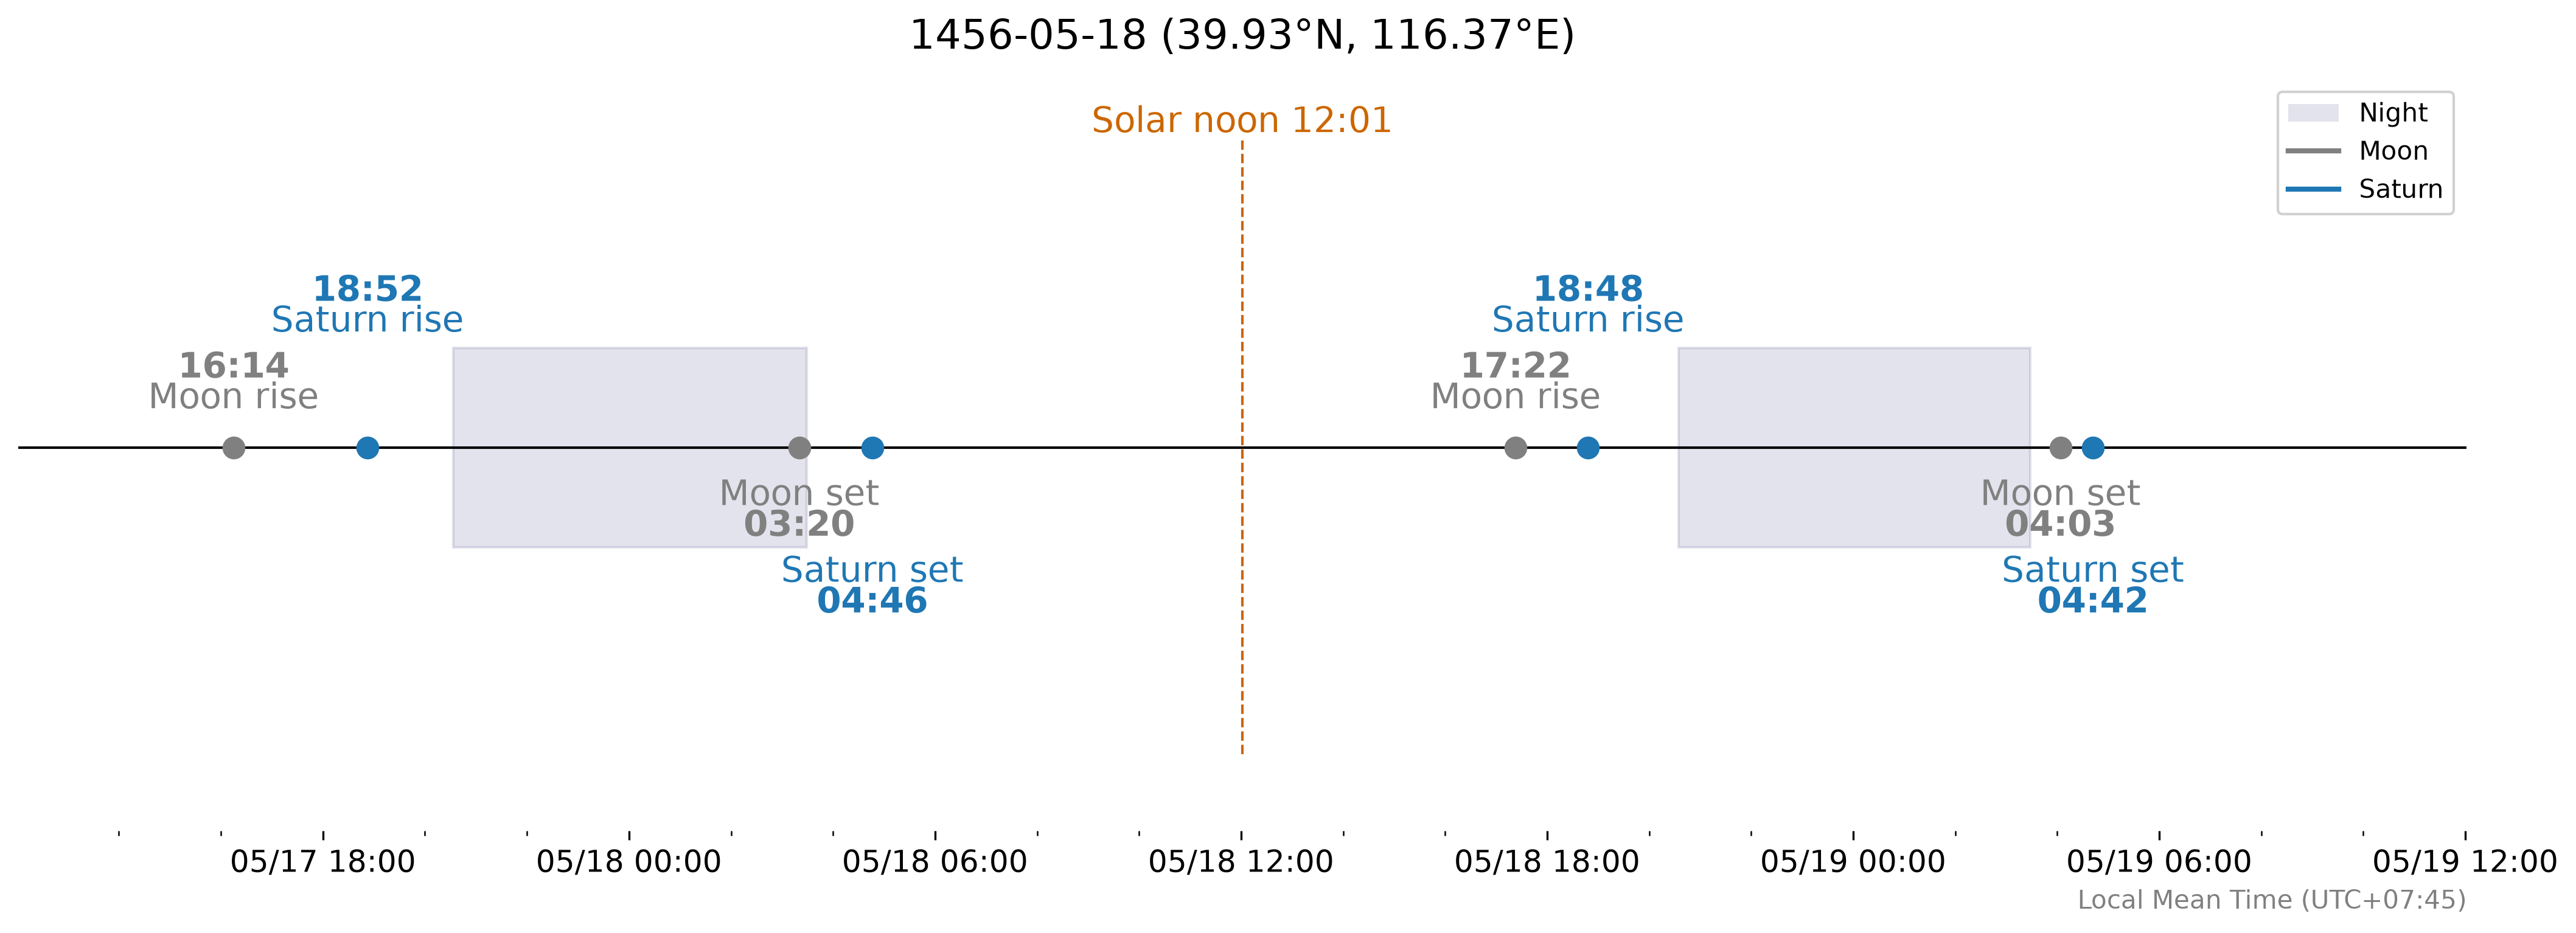 1456-05-18 (39.93°N, 116.37°E)
Solar noon 12:01
Night
Moon
Saturn
18:52
Saturn rise
18:48
Saturn rise
16:14
Moon rise
17:22
Moon rise
Moon set
03:20
Moon set
04:03
Saturn set
04:46
Saturn set
04:42
05/17 18:00
05/18 00:00
05/18 06:00
05/18 12:00
05/18 18:00
05/19 00:00
05/19 06:00
05/19 12:00
Local Mean Time (UTC+07:45)